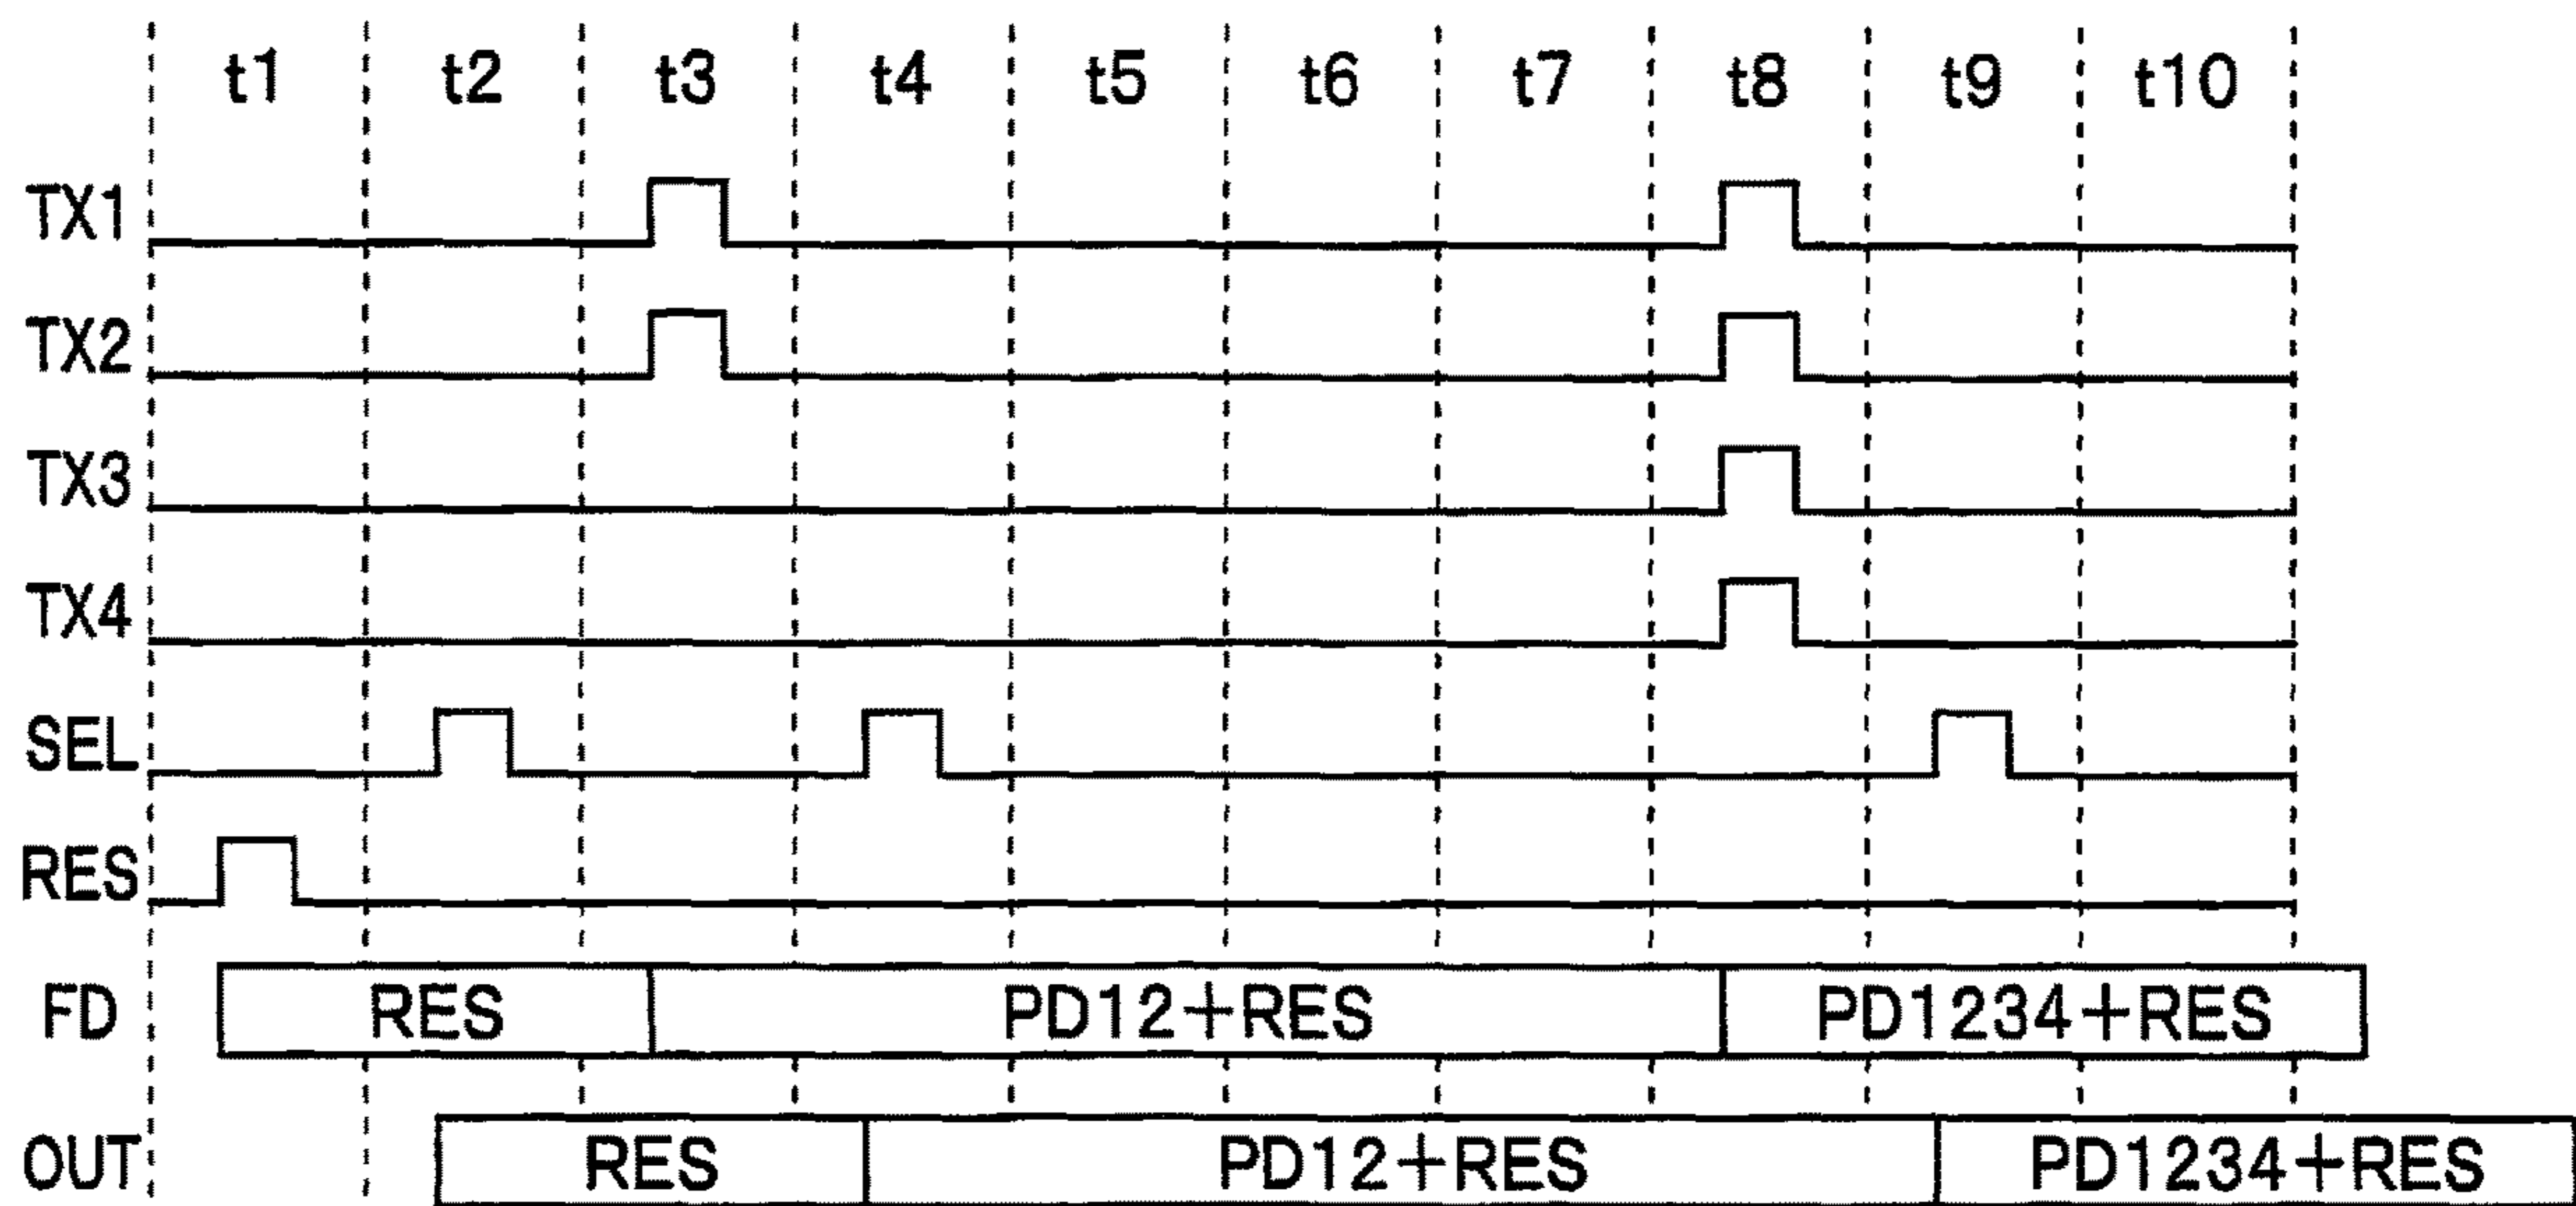 t1 t2 t3 t4 t5 t6 t7 t8 t9 t10
TX1
TX2
TX3
TX4
SEL
RES
FD RES PD12+RES PD1234+RES
OUT RES PD12+RES PD1234+RES